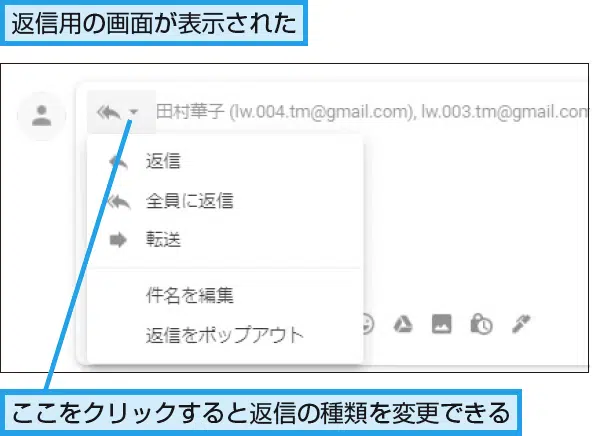 返信用の画面が表示された
田村華子 (lw.004.tm@gmail.com), lw.003.tm@gmail.com
返信
全員に返信
転送
件名を編集
返信をポップアウト
ここをクリックすると返信の種類を変更できる